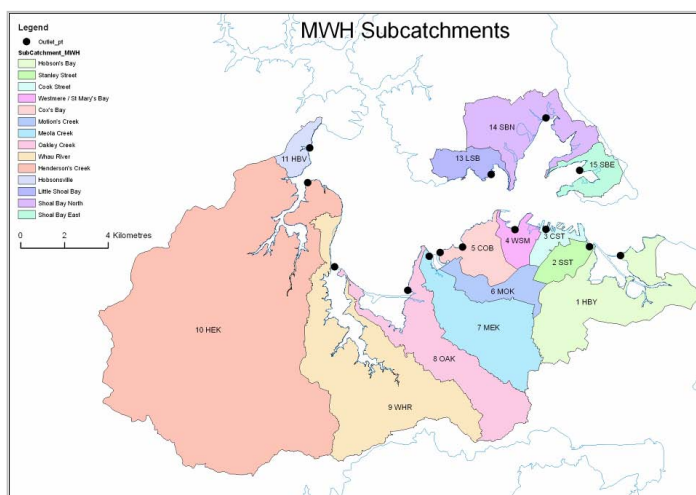 MWH Subcatchments
Legend
Outlet_pt
SubCatchment_MWH
Hobson's Bay
Stanley Street
Cook Street
Westmere / St Mary's Bay
Cox's Bay
Motion's Creek
Meola Creek
Oakley Creek
Whau River
Henderson's Creek
Hobsonsville
Little Shoal Bay
Shoal Bay North
Shoal Bay East
0 2 4 Kilometres
14 SBN
11 HBV
13 LSB
15 SBE
4 WSM
3 CST
5 COB
2 SST
6 MOK
1 HBY
10 HEK
7 MEK
8 OAK
9 WHR